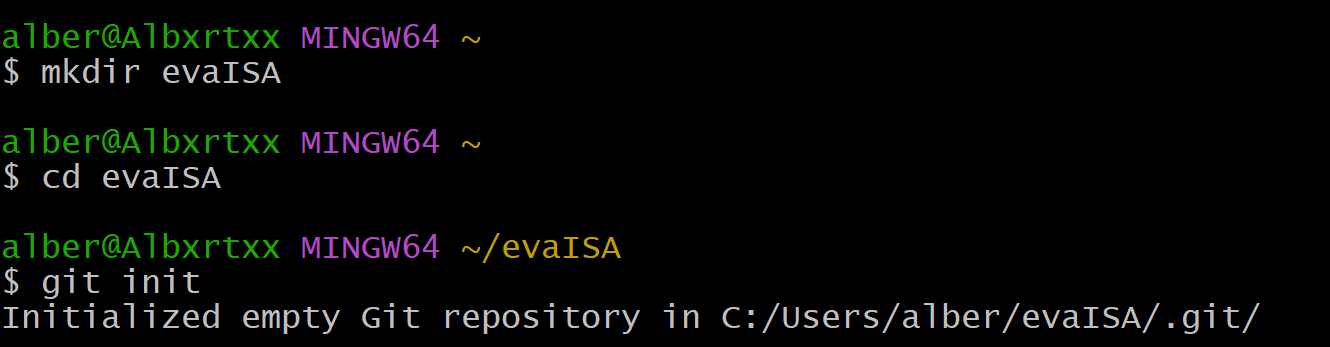 alber@Albxrtxx MINGW64 ~
$ mkdir evaISA
alber@Albxrtxx MINGW64 ~
$ cd evaISA
alber@Albxrtxx MINGW64 ~/evaISA
$ git init
Initialized empty Git repository in C:/Users/alber/evaISA/.git/